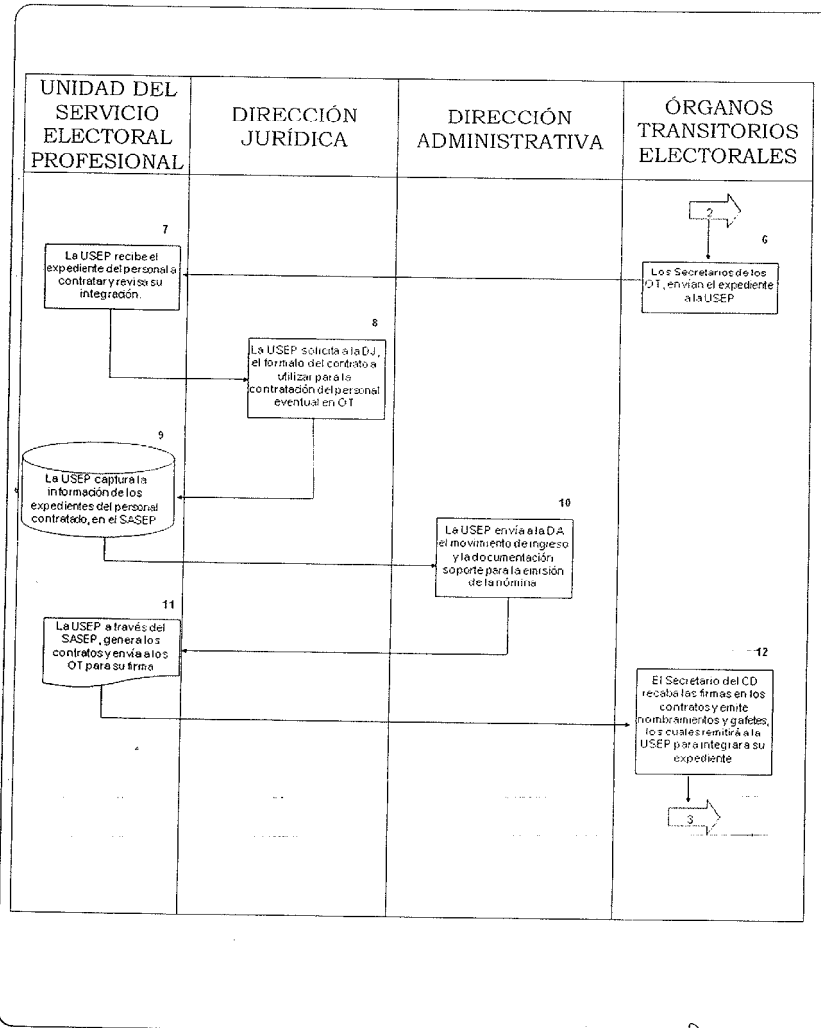 UNIDAD DEL
SERVICIO
ELECTORAL
PROFESIONAL
DIRECCIÓN
JURÍDICA
DIRECCIÓN
ADMINISTRATIVA
ÓRGANOS
TRANSITORIOS
ELECTORALES
2
6
Los Secretarios de los
OT, envían el expediente
a la USEP
7
La USEP recibe el
expediente del personal a
contratar y revisa su
integración.
8
La USEP solicita a la DJ,
el formato del contrato a
utilizar para la
contratación del personal
eventual en OT
9
La USEP captura la
información de los
expedientes del personal
contratado, en el SASEP
10
La USEP envía a la DA
el movimiento de ingreso
y la documentación
soporte para la emisión
de la nómina
11
La USEP a través del
SASEP, genera los
contratos y envía a los
OT para su firma
12
El Secretario del CD
recaba las firmas en los
contratos y emite
nombramientos y gafetes,
los cuales remitirá a la
USEP para integrar a su
expediente
3